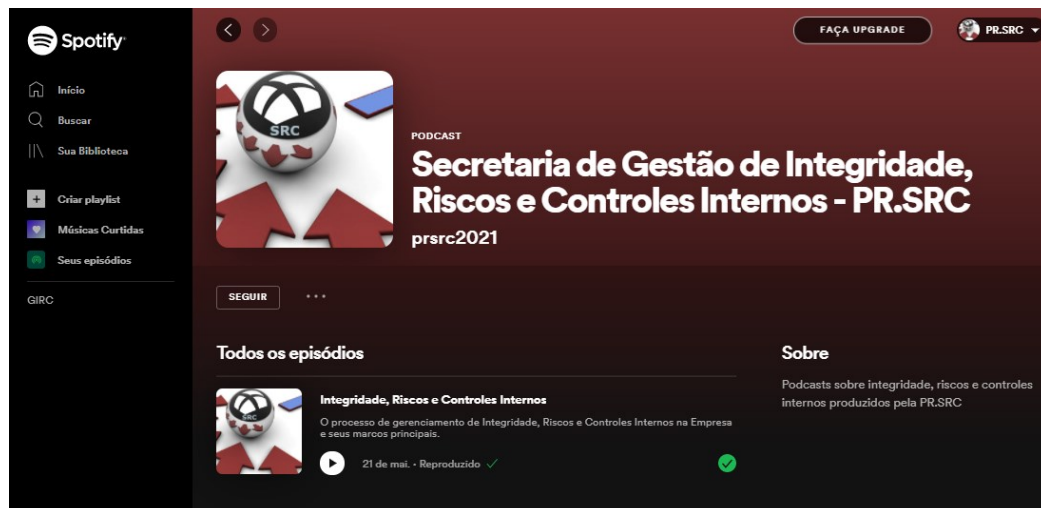 Spotify
Início
Buscar
Sua Biblioteca
Criar playlist
Músicas Curtidas
Seus episódios
GIRC
FAÇA UPGRADE
PR.SRC
SRC
PODCAST
Secretaria de Gestão de Integridade,
Riscos e Controles Internos - PR.SRC
prsrc2021
SEGUIR
Todos os episódios
SRC
Integridade, Riscos e Controles Internos
O processo de gerenciamento de Integridade, Riscos e Controles Internos na Empresa
e seus marcos principais.
21 de mai. · Reproduzido
Sobre
Podcasts sobre integridade, riscos e controles
internos produzidos pela PR.SRC